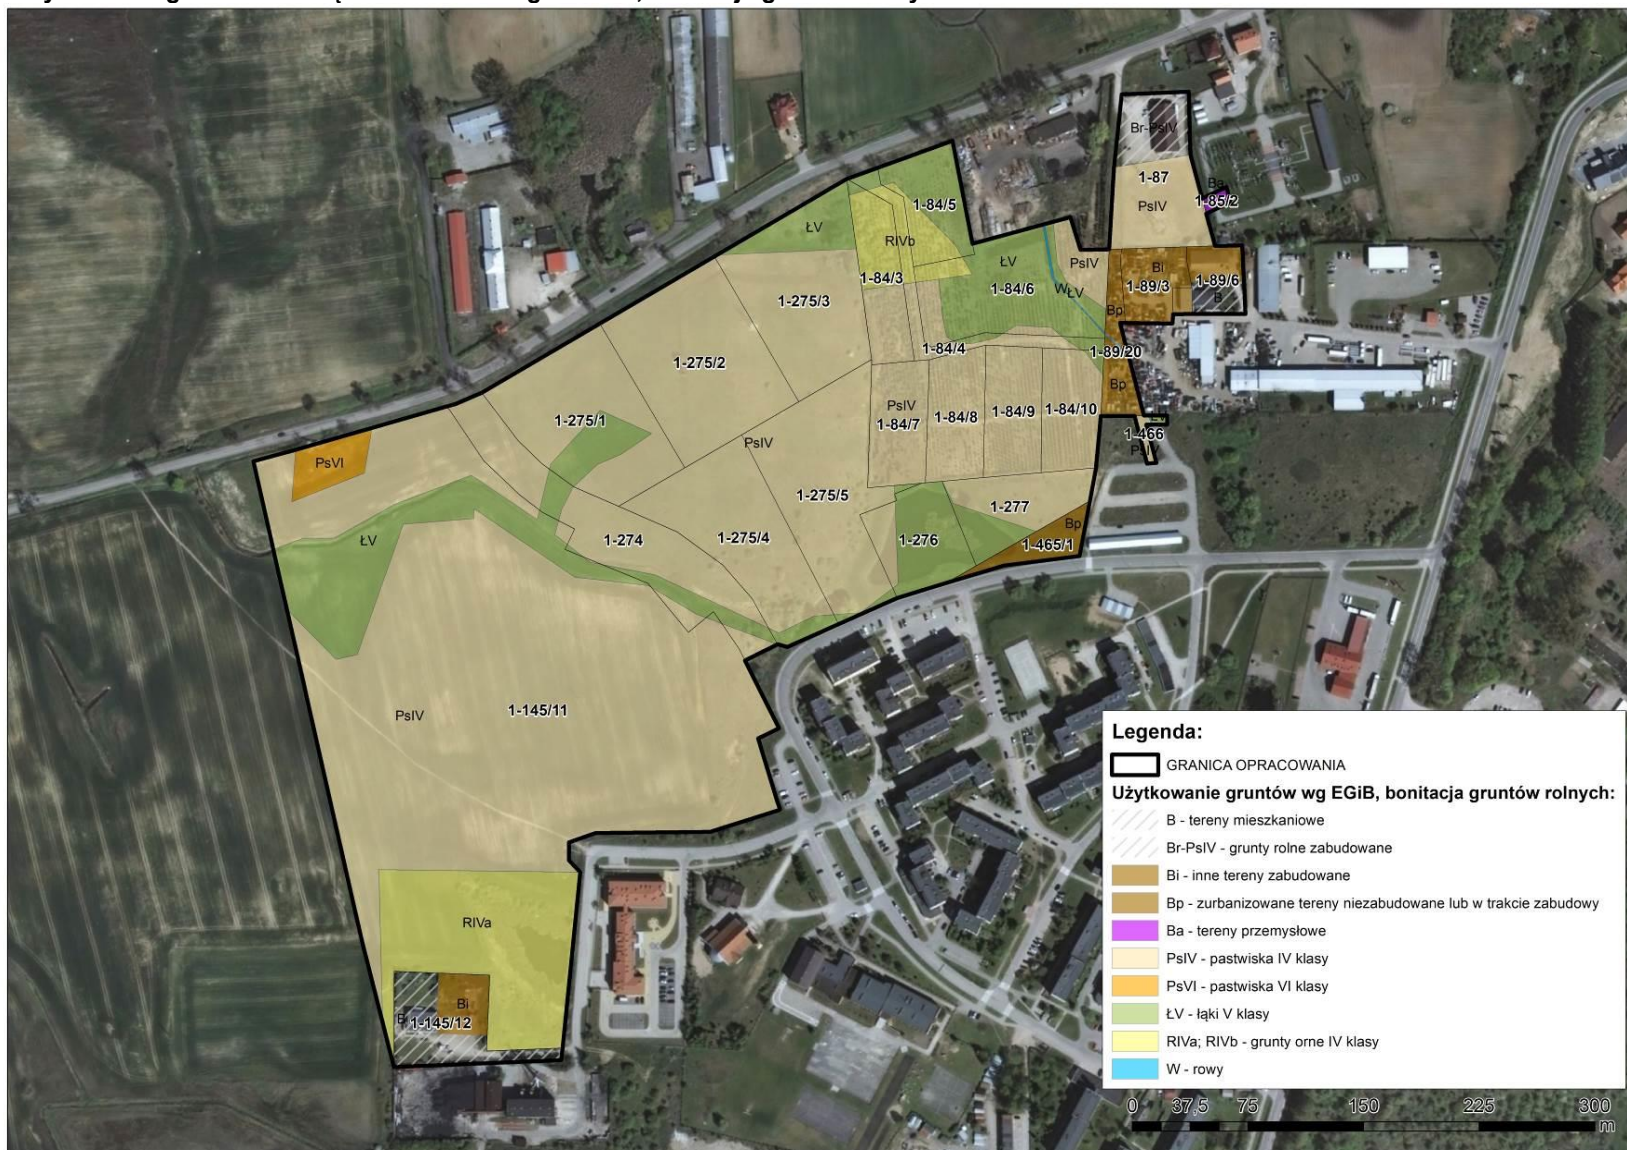 Br-PsIV
1-87
PsIV
Ba
1-85/2
1-84/5
ŁV
RIVb
1-84/3
ŁV
1-84/6
PsIV
W
ŁV
Bi
1-89/3
1-89/6
B
Bp
1-275/3
1-84/4
1-89/20
1-275/2
Bp
PsIV
1-84/7
1-84/8
1-84/9
1-84/10
1-275/1
PsIV
1-466
PsIV
PsVI
1-275/5
1-277
Bp
ŁV
1-274
1-275/4
1-276
1-465/1
PsIV
1-145/11
RIVa
Bi
B
1-145/12
Legenda:
GRANICA OPRACOWANIA
Użytkowanie gruntów wg EGiB, bonitacja gruntów rolnych:
B - tereny mieszkaniowe
Br-PsIV - grunty rolne zabudowane
Bi - inne tereny zabudowane
Bp - zurbanizowane tereny niezabudowane lub w trakcie zabudowy
Ba - tereny przemysłowe
PsIV - pastwiska IV klasy
PsVI - pastwiska VI klasy
ŁV - łąki V klasy
RIVa; RIVb - grunty orne IV klasy
W - rowy
0 37,5 75 150 225 300
m